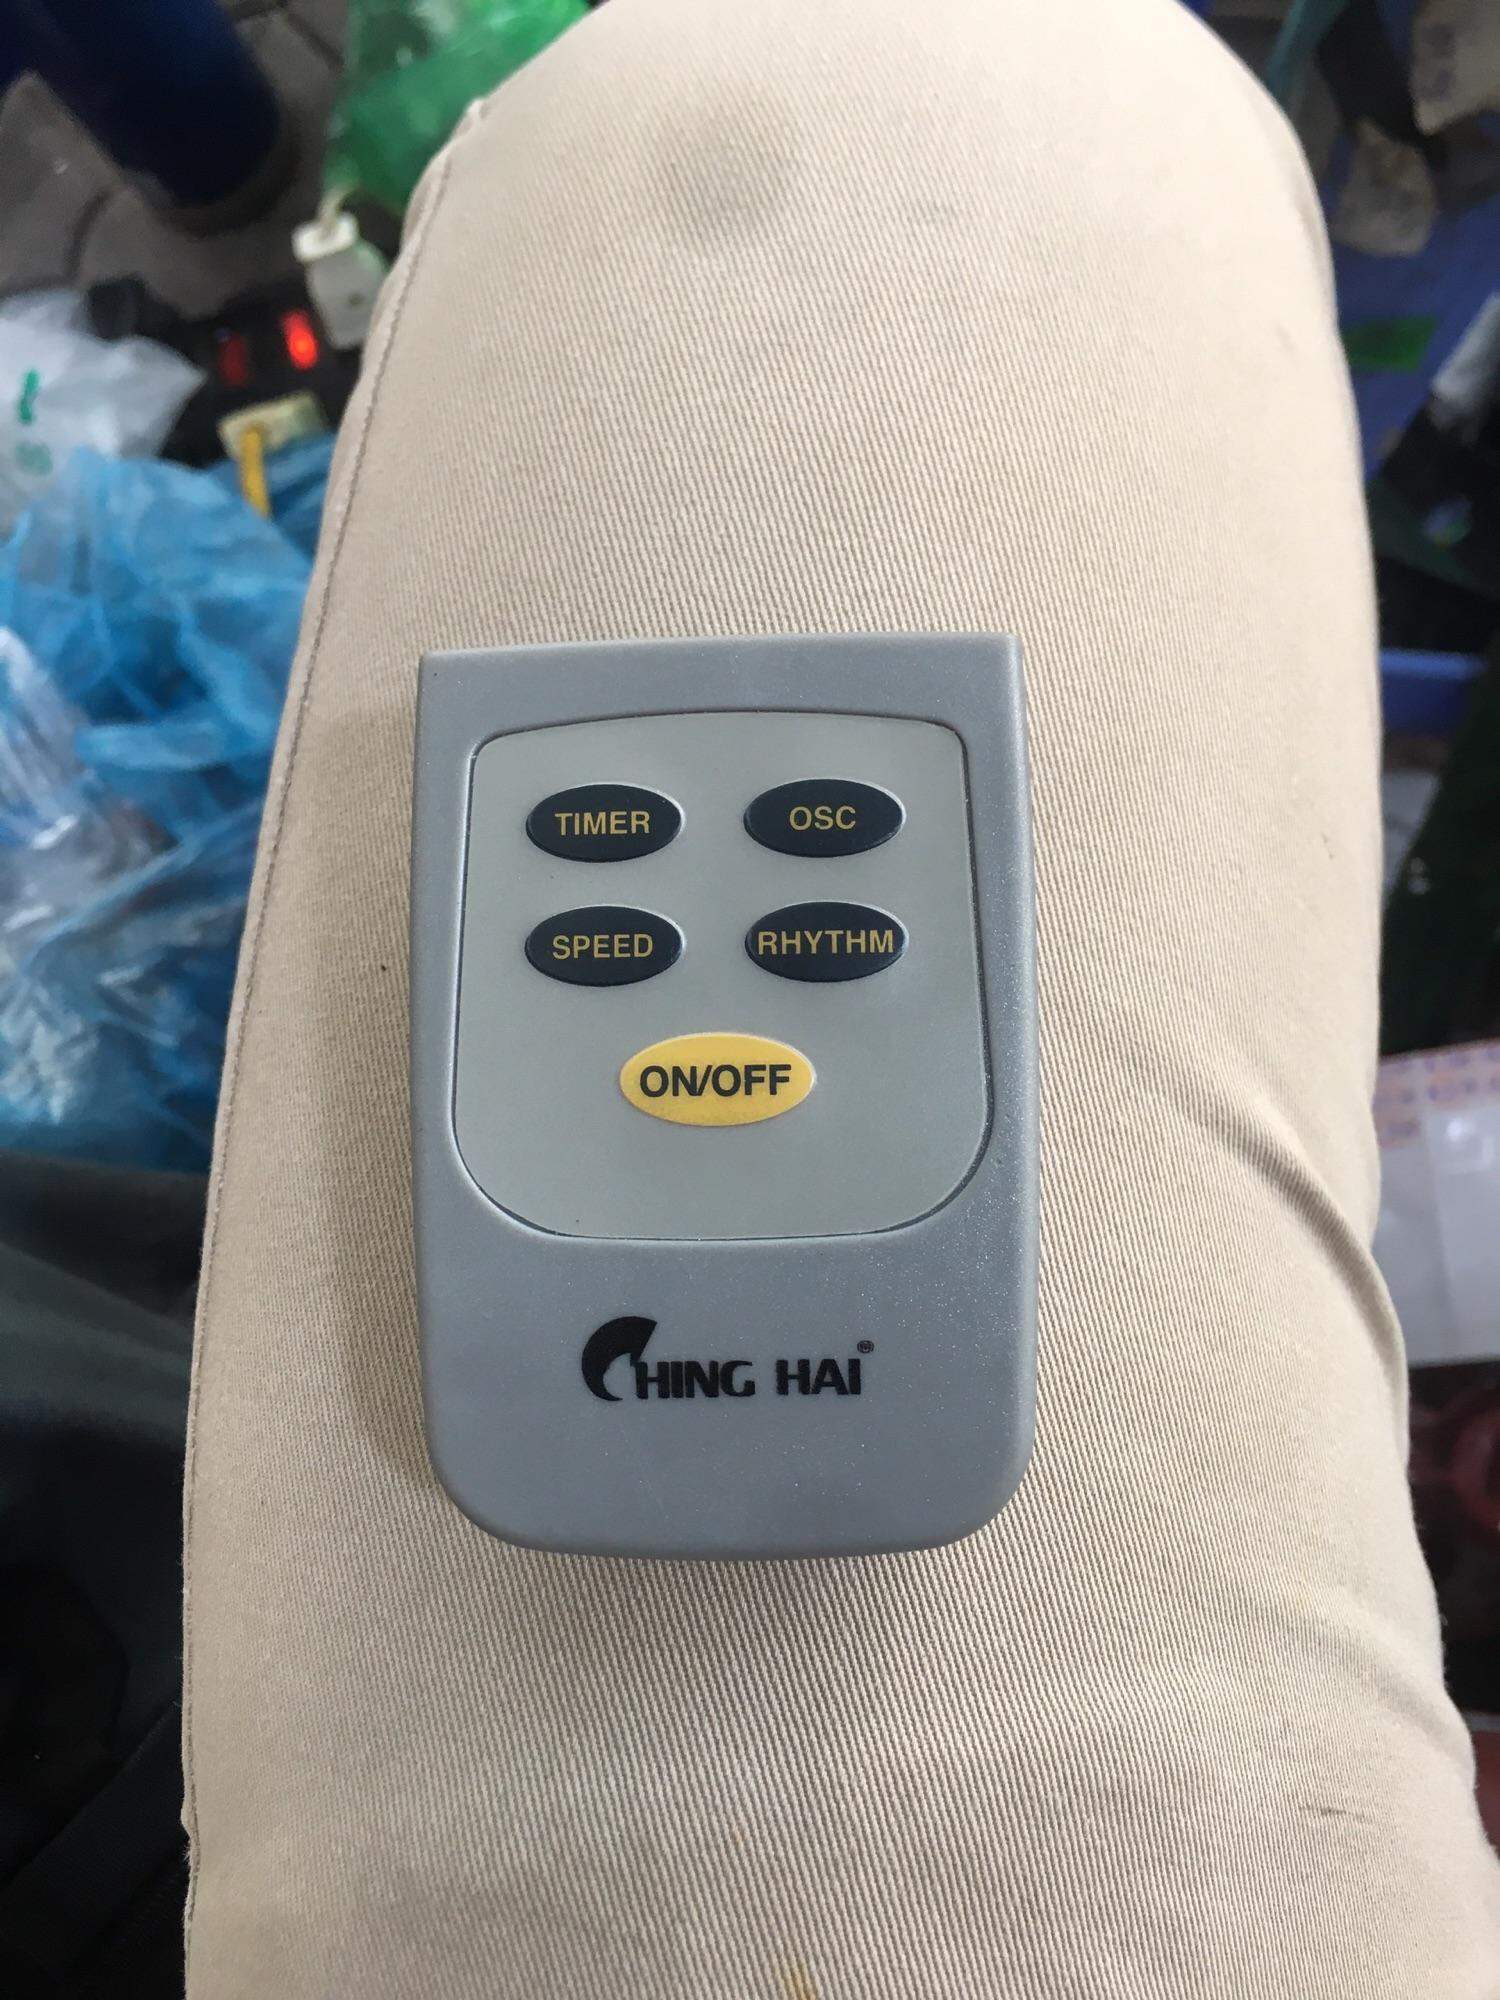 TIMER OSC
SPEED RHYTHM
ON/OFF
CHING HAI®